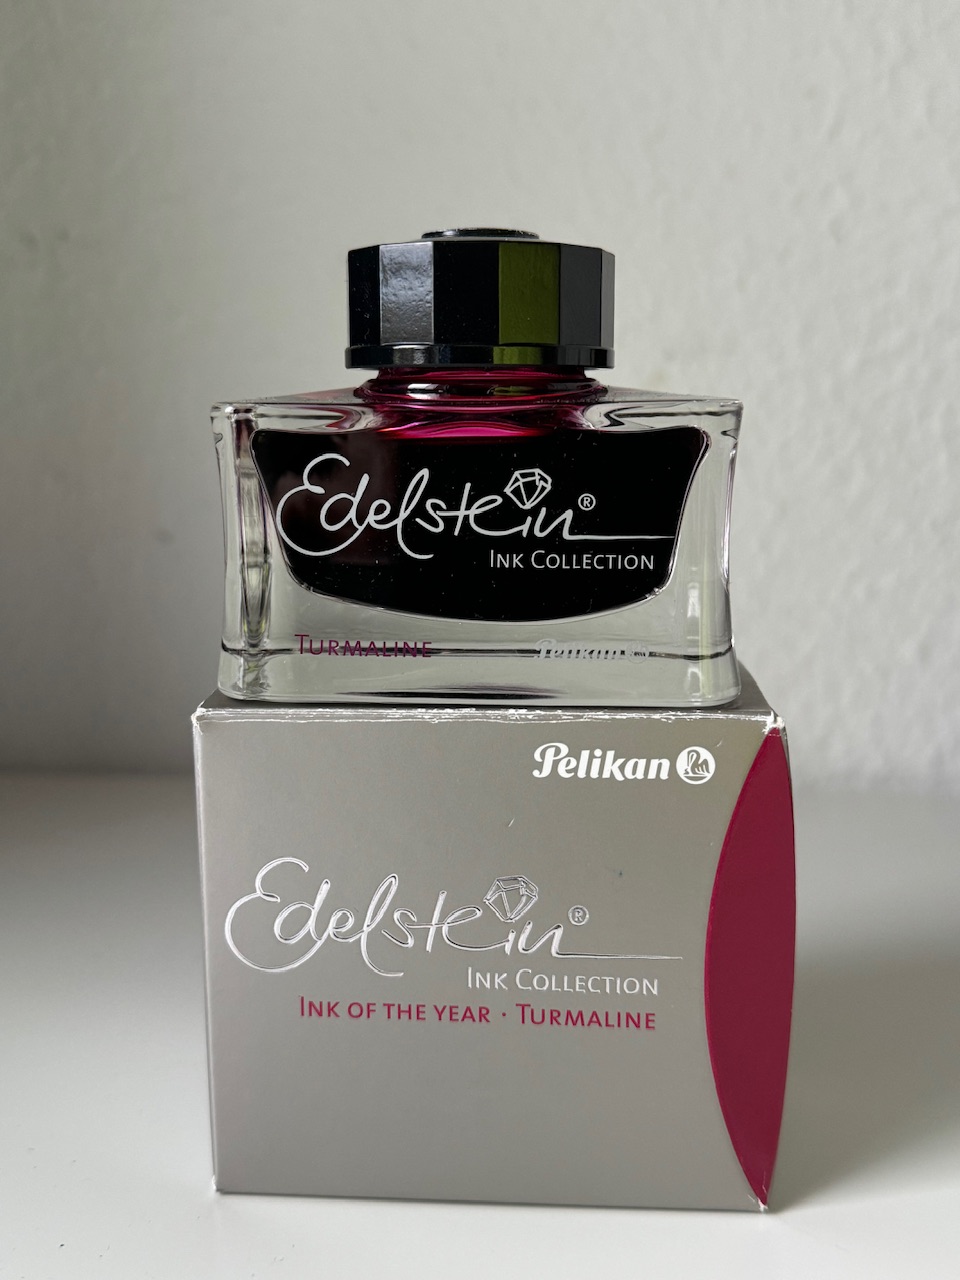 Edelstein®
INK COLLECTION
TURMALINE
Pelikan
Pelikan
Edelstein®
INK COLLECTION
INK OF THE YEAR · TURMALINE